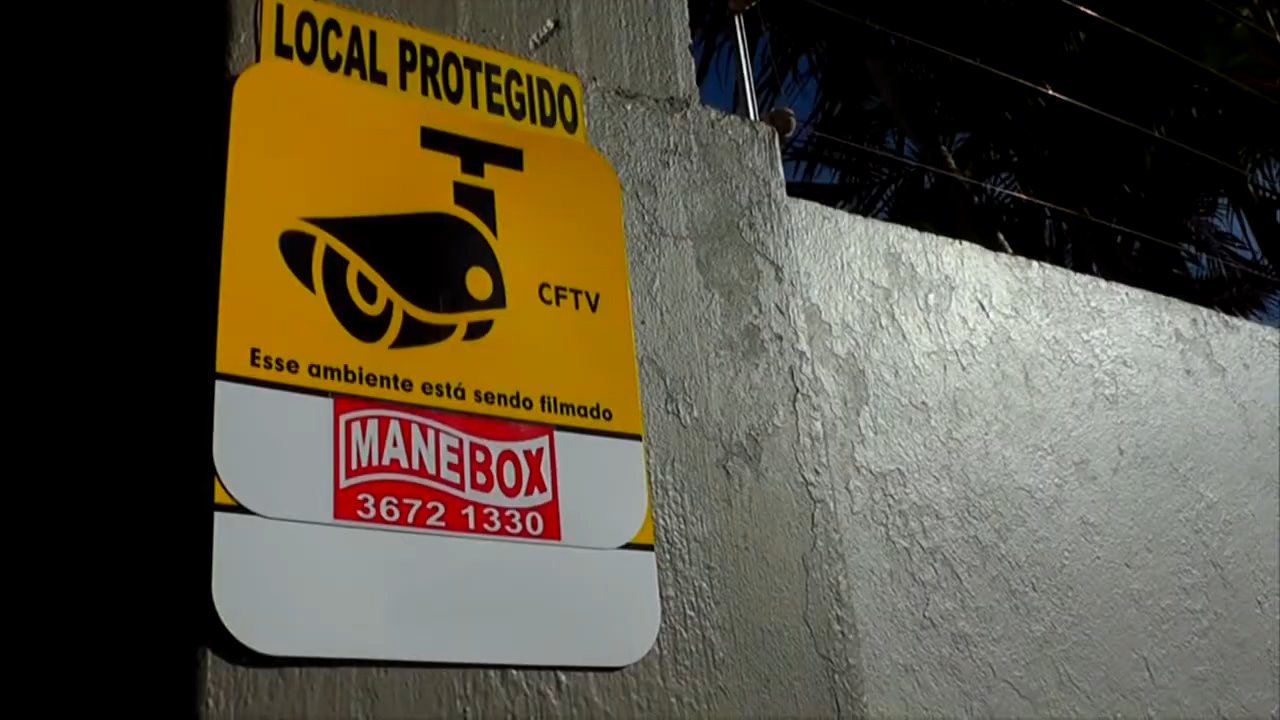 LOCAL PROTEGIDO
CFTV
Esse ambiente está sendo filmado
MANEBOX
3672 1330